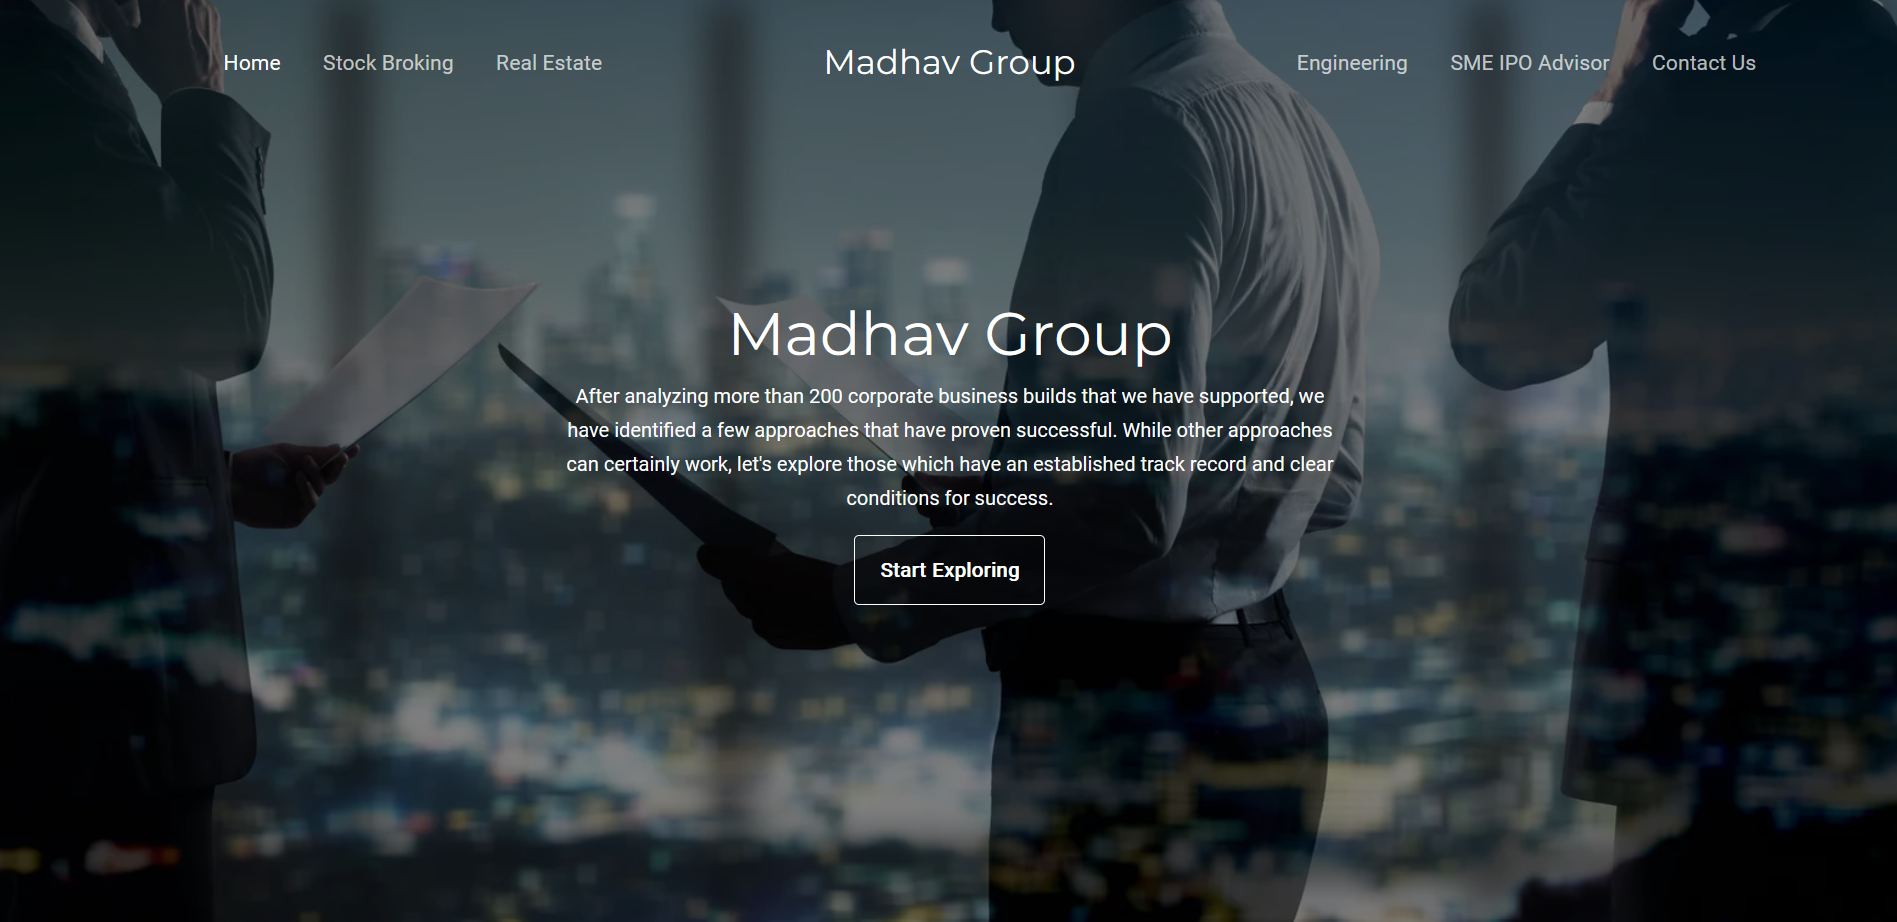 Home
Stock Broking
Real Estate
Madhav Group
Engineering
SME IPO Advisor
Contact Us
Madhav Group
After analyzing more than 200 corporate business builds that we have supported, we
have identified a few approaches that have proven successful. While other approaches
can certainly work, let's explore those which have an established track record and clear
conditions for success.
Start Exploring